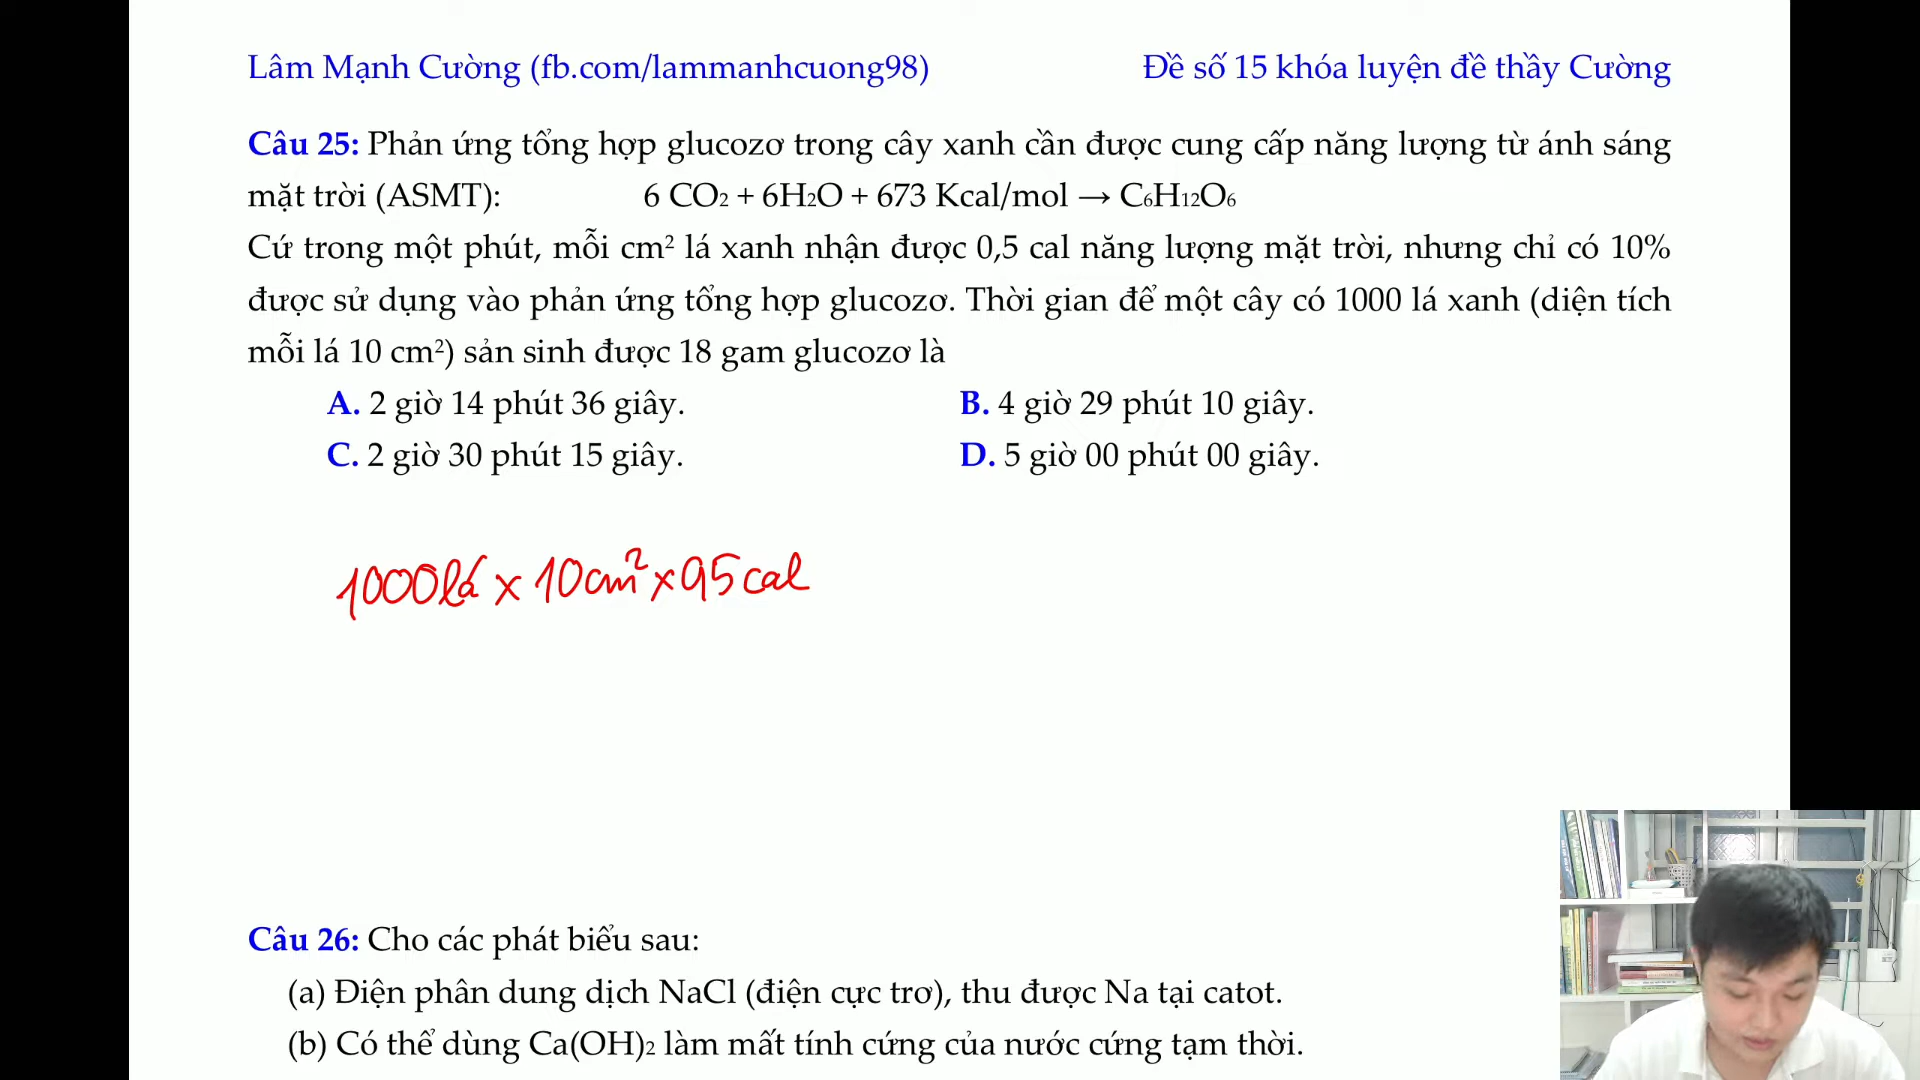 Lâm Mạnh Cường (fb.com/lammanhcuong98) Đề số 15 khóa luyện đề thầy Cường
Câu 25: Phản ứng tổng hợp glucozơ trong cây xanh cần được cung cấp năng lượng từ ánh sáng
mặt trời (ASMT): 6 CO₂ + 6H₂O + 673 Kcal/mol → C₆H₁₂O₆
Cứ trong một phút, mỗi cm² lá xanh nhận được 0,5 cal năng lượng mặt trời, nhưng chỉ có 10%
được sử dụng vào phản ứng tổng hợp glucozơ. Thời gian để một cây có 1000 lá xanh (diện tích
mỗi lá 10 cm²) sản sinh được 18 gam glucozơ là
A. 2 giờ 14 phút 36 giây. B. 4 giờ 29 phút 10 giây.
C. 2 giờ 30 phút 15 giây. D. 5 giờ 00 phút 00 giây.
1000 lá x 10 cm² x 0,5 cal
Câu 26: Cho các phát biểu sau:
(a) Điện phân dung dịch NaCl (điện cực trơ), thu được Na tại catot.
(b) Có thể dùng Ca(OH)₂ làm mất tính cứng của nước cứng tạm thời.